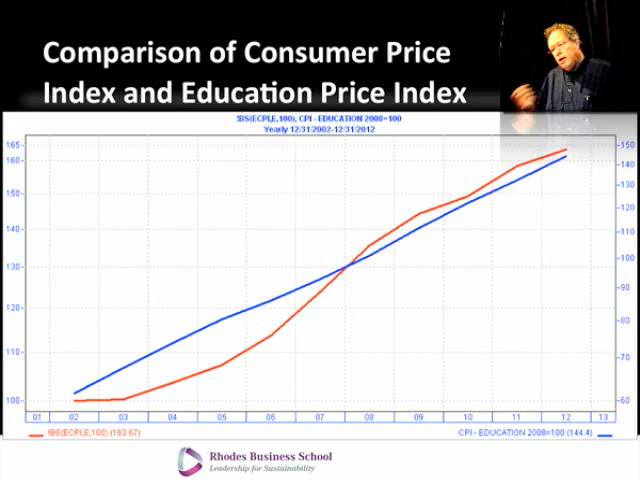 Comparison of Consumer Price
Index and Education Price Index
!BS(ECPI,E,100), CPI - EDUCATION 2008=100
Yearly 12/31/2002-12/31/2012
165
160
150
140
130
120
110
100
150
140
130
120
110
100
90
80
70
60
01 02 03 04 05 06 07 08 09 10 11 12 13
!BS(ECPI,E,100) (163.67)
CPI - EDUCATION 2008=100 (144.4)
Rhodes Business School
Leadership for Sustainability